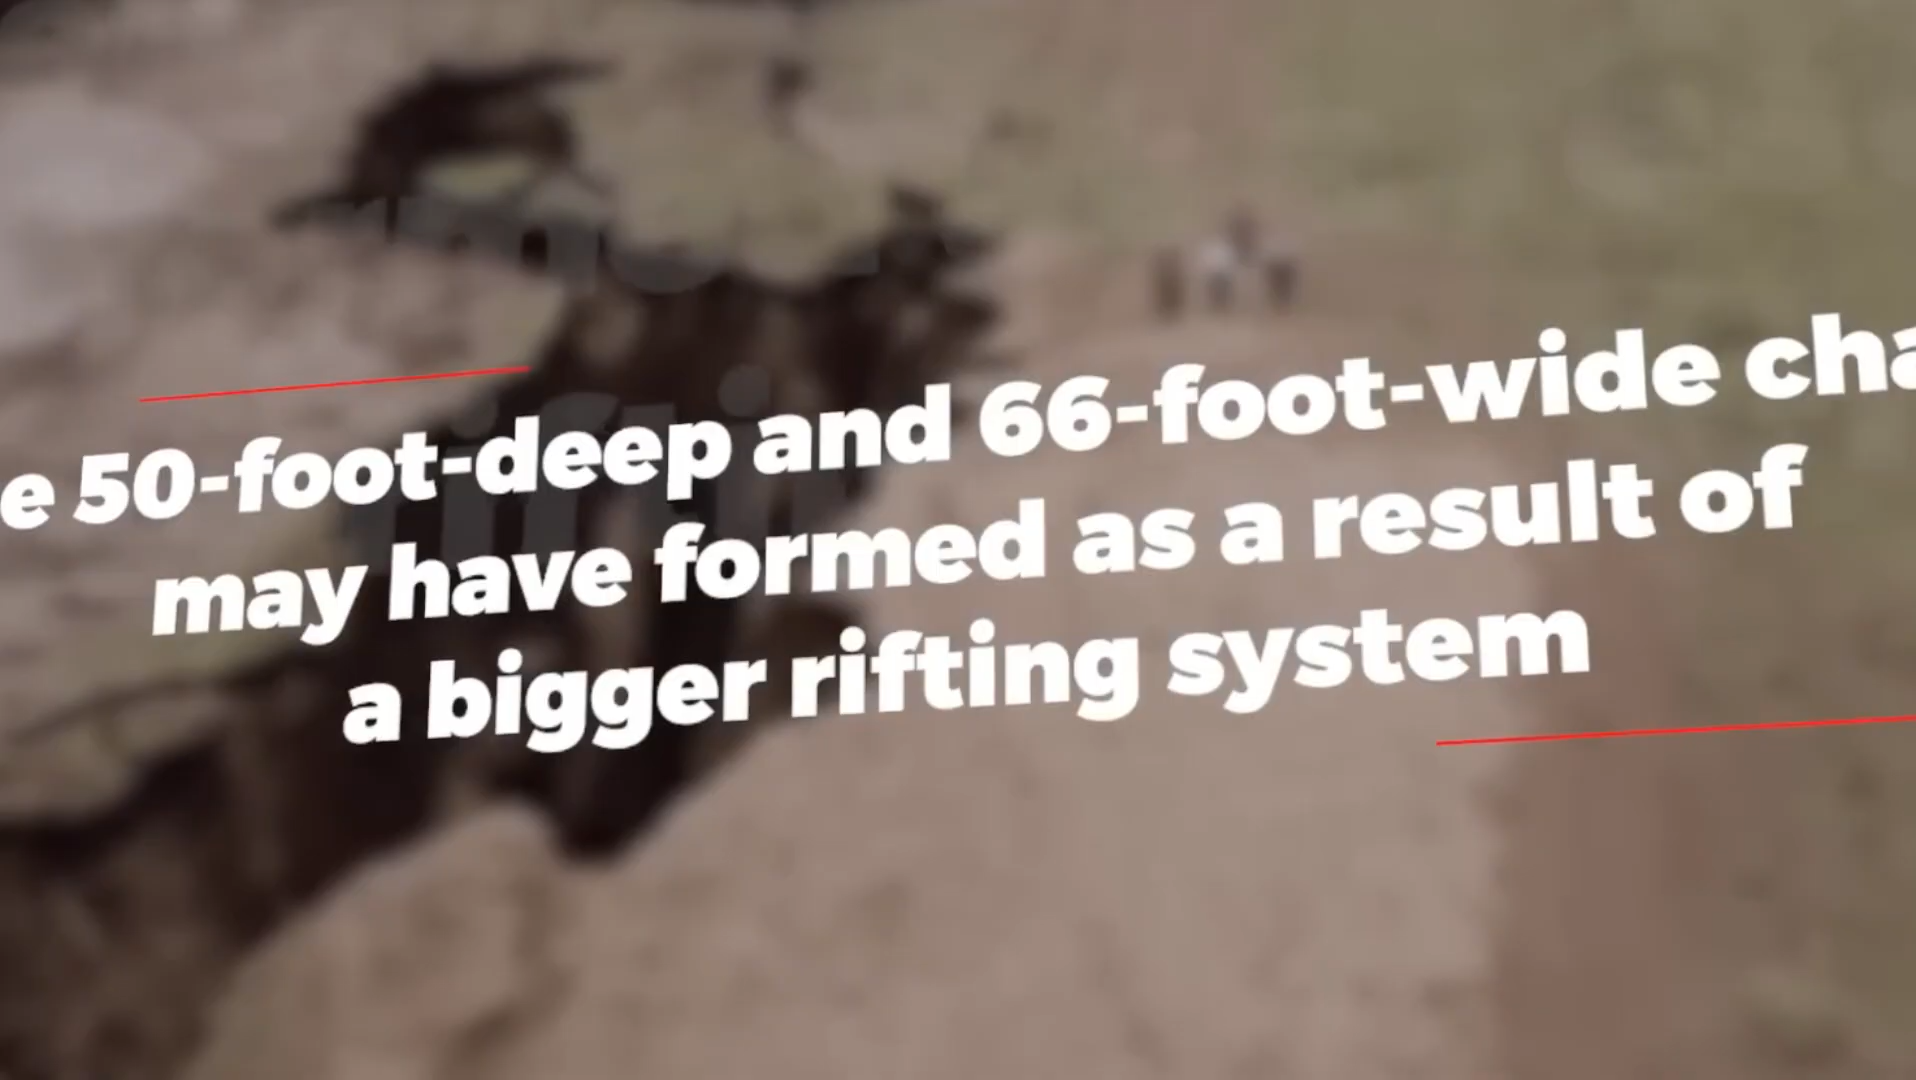 50-foot-deep and 66-foot-wide
may have formed as a result of
a bigger rifting system